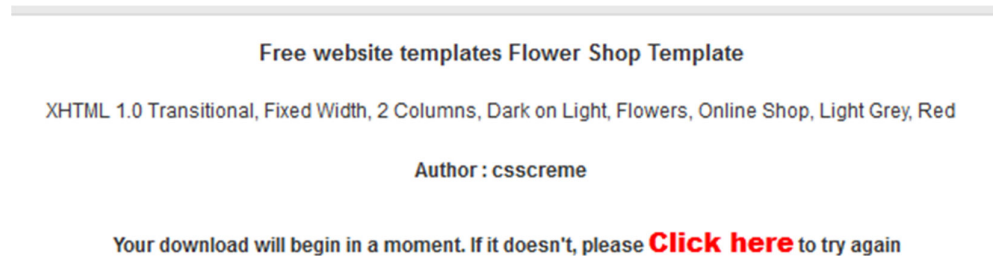 Free website templates Flower Shop Template
XHTML 1.0 Transitional, Fixed Width, 2 Columns, Dark on Light, Flowers, Online Shop, Light Grey, Red
Author : csscreme
Your download will begin in a moment. If it doesn't, please Click here to try again